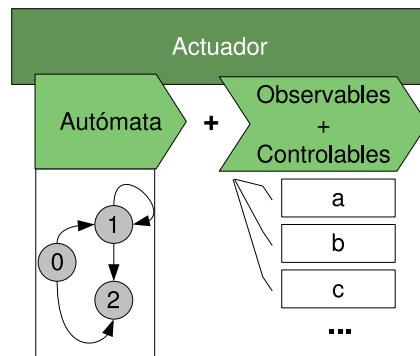 Actuador
Autómata
+
Observables
+
Controlables
a
b
c
...
1
0
2